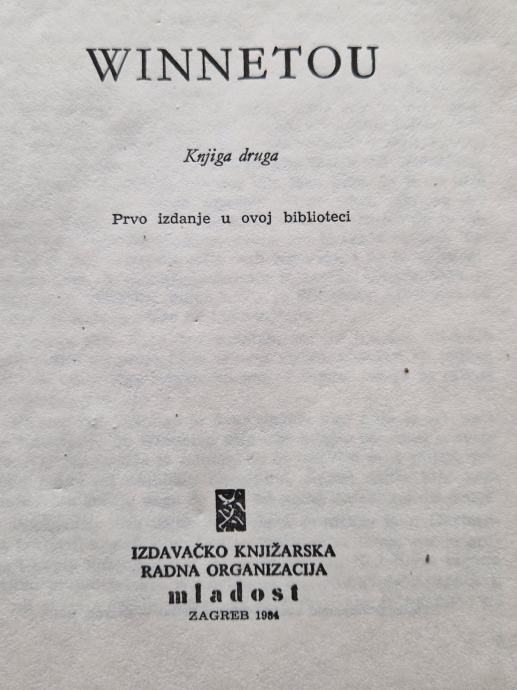 WINNETOU
Knjiga druga
Prvo izdanje u ovoj biblioteci
IZDAVAČKO KNJIŽARSKA
RADNA ORGANIZACIJA
mladost
ZAGREB 1984